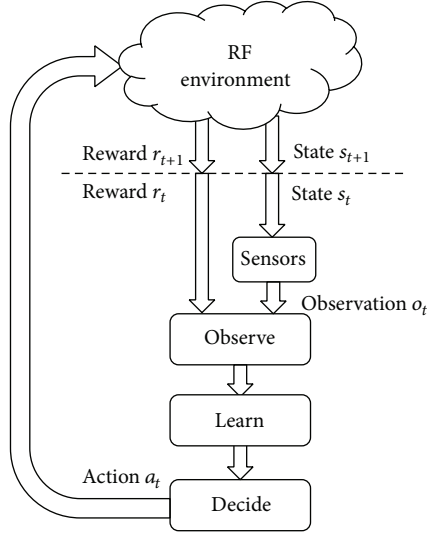 RF
environment
Reward r_{t+1}
State s_{t+1}
Reward r_t
State s_t
Sensors
Observation o_t
Observe
Learn
Action a_t
Decide